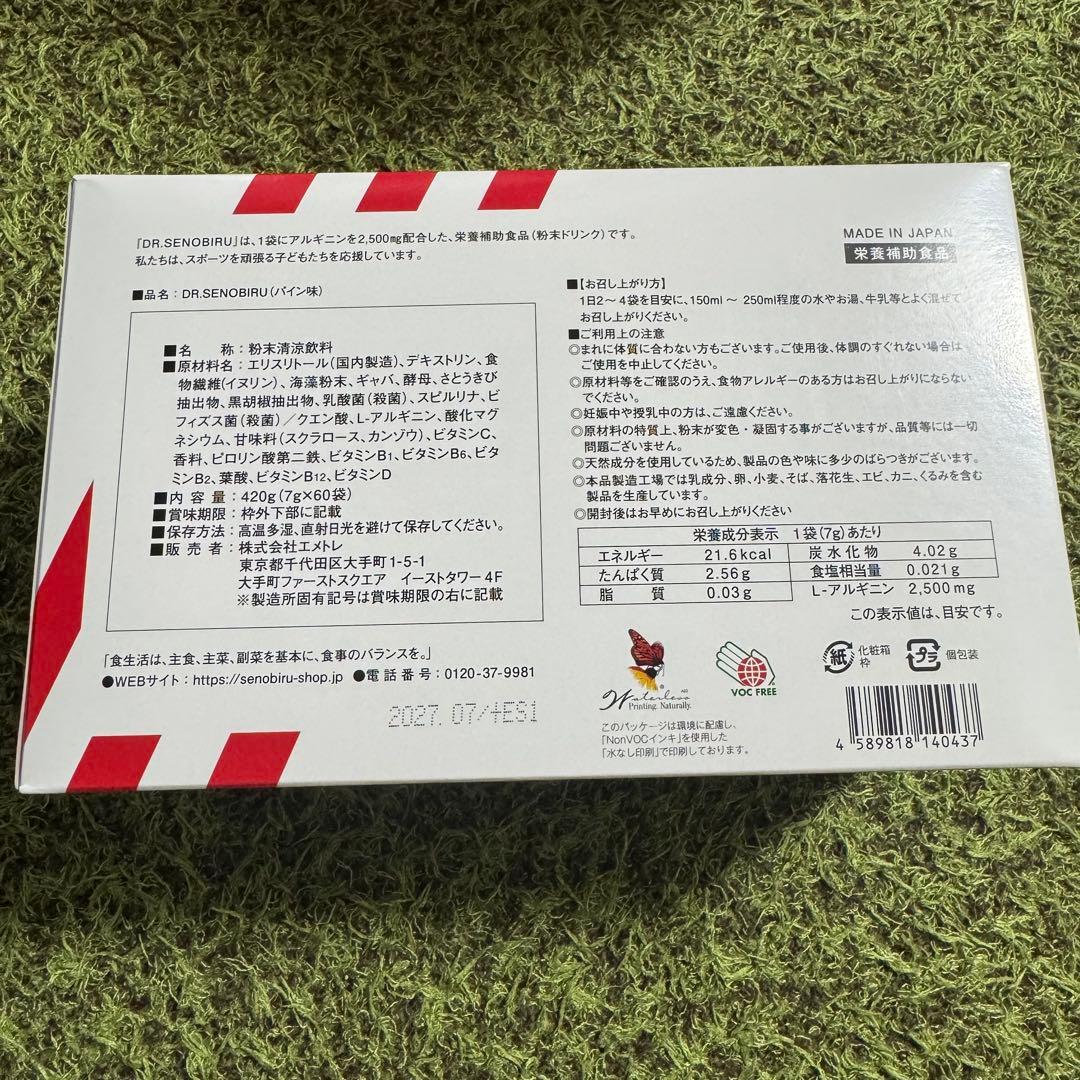 『DR.SENOBIRU』は、1袋にアルギニンを2,500㎎配合した、栄養補助食品(粉末ドリンク)です。
私たちは、スポーツを頑張る子どもたちを応援しています。
■品名：DR.SENOBIRU(パイン味)
■名　　称：粉末清涼飲料
■原材料名：エリスリトール(国内製造)、デキストリン、食
物繊維(イヌリン)、海藻粉末、ギャバ、酵母、さとうきび
抽出物、黒胡椒抽出物、乳酸菌(殺菌)、スピルリナ、ビ
フィズス菌(殺菌)／クエン酸、L-アルギニン、酸化マグ
ネシウム、甘味料(スクラロース、カンゾウ)、ビタミンC、
香料、ピロリン酸第二鉄、ビタミンB1、ビタミンB6、ビタ
ミンB2、葉酸、ビタミンB12、ビタミンD
■内容量：420g(7g×60袋)
■賞味期限：枠外下部に記載
■保存方法：高温多湿、直射日光を避けて保存してください。
■販売者：株式会社エメトレ
東京都千代田区大手町1-5-1
大手町ファーストスクエア　イーストタワー4F
※製造所固有記号は賞味期限の右に記載
「食生活は、主食、主菜、副菜を基本に、食事のバランスを。」
●WEBサイト：https://senobiru-shop.jp ●電話番号：0120-37-9981
2027.07/+ES1
MADE IN JAPAN
栄養補助食品
■【お召し上がり方】
1日2〜4袋を目安に、150ml〜250ml程度の水やお湯、牛乳等とよく混ぜて
お召し上がりください。
■ご利用上の注意
◎まれに体質に合わない方もございます。ご使用後、体調のすぐれない場合は
ご使用を中止してください。
◎原材料等をご確認のうえ、食物アレルギーのある方はお召し上がりにならない
でください。
◎妊娠中や授乳中の方は、ご遠慮ください。
◎原材料の特質上、粉末が変色・凝固する事がございますが、品質等には一切
問題ございません。
◎天然成分を使用しているため、製品の色や味に多少のばらつきがございます。
◎本品製造工場では乳成分、卵、小麦、そば、落花生、エビ、カニ、くるみを含む
製品を生産しています。
◎開封後はお早めにお召し上がりください
栄養成分表示　1袋(7g)あたり
エネルギー 21.6kcal 炭水化物 4.02g
たんぱく質 2.56g 食塩相当量 0.021g
脂質 0.03g L-アルギニン 2,500mg
この表示値は、目安です。
Waterless
Printing. Naturally.
VOC FREE
紙 化粧箱
枠
プラ 個包装
このパッケージは環境に配慮し、
「NonVOCインキ」を使用した
「水なし印刷」で印刷しております。
4 589818 140437